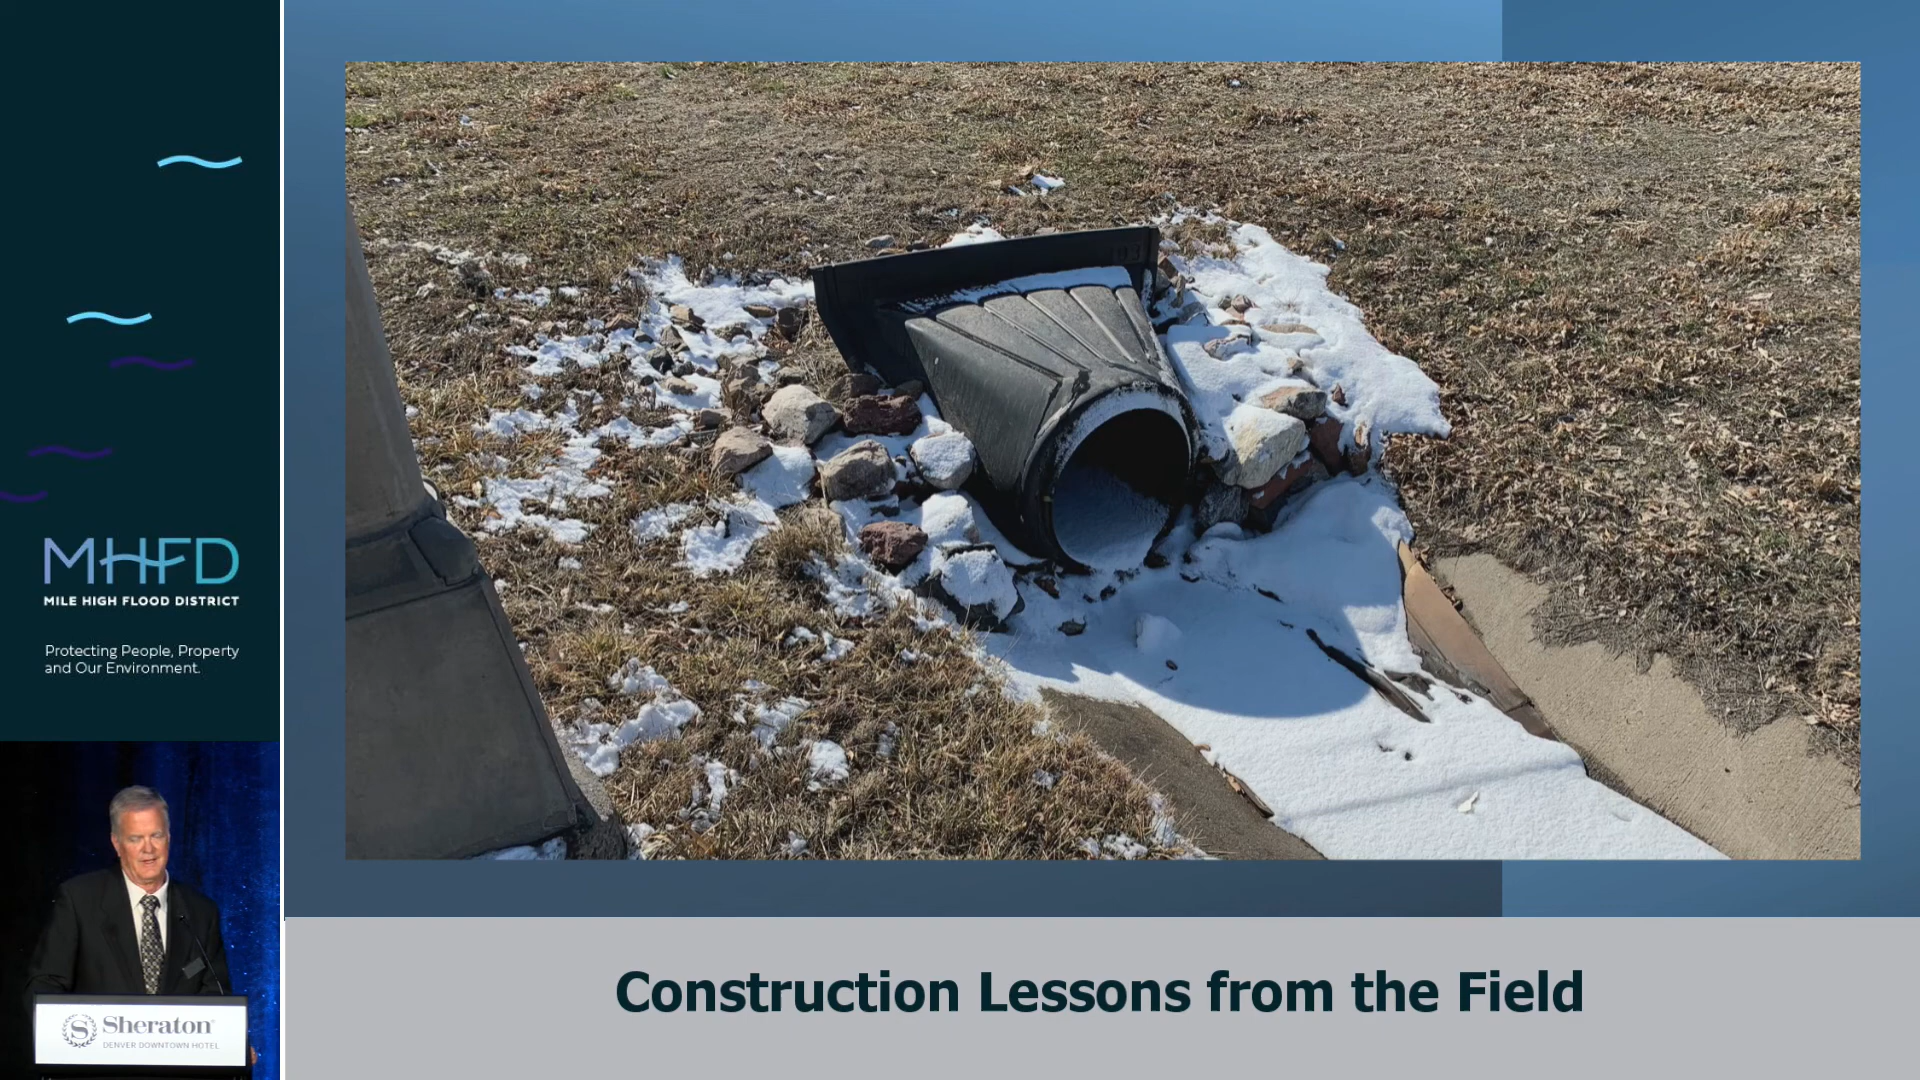 MHFD
MILE HIGH FLOOD DISTRICT
Protecting People, Property
and Our Environment.
Sheraton
DENVER DOWNTOWN HOTEL
Construction Lessons from the Field